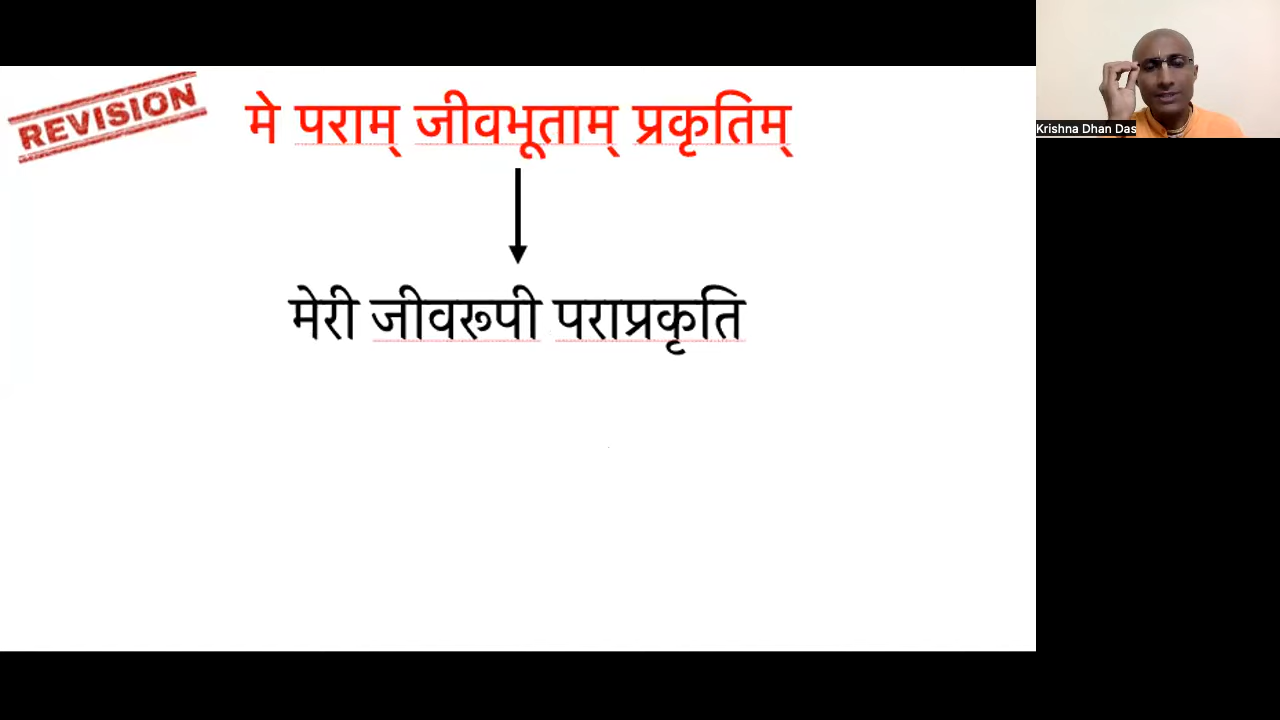 REVISION
मे पराम् जीवभूताम् प्रकृतिम्
मेरी जीवरूपी पराप्रकृति
Krishna Dhan Das